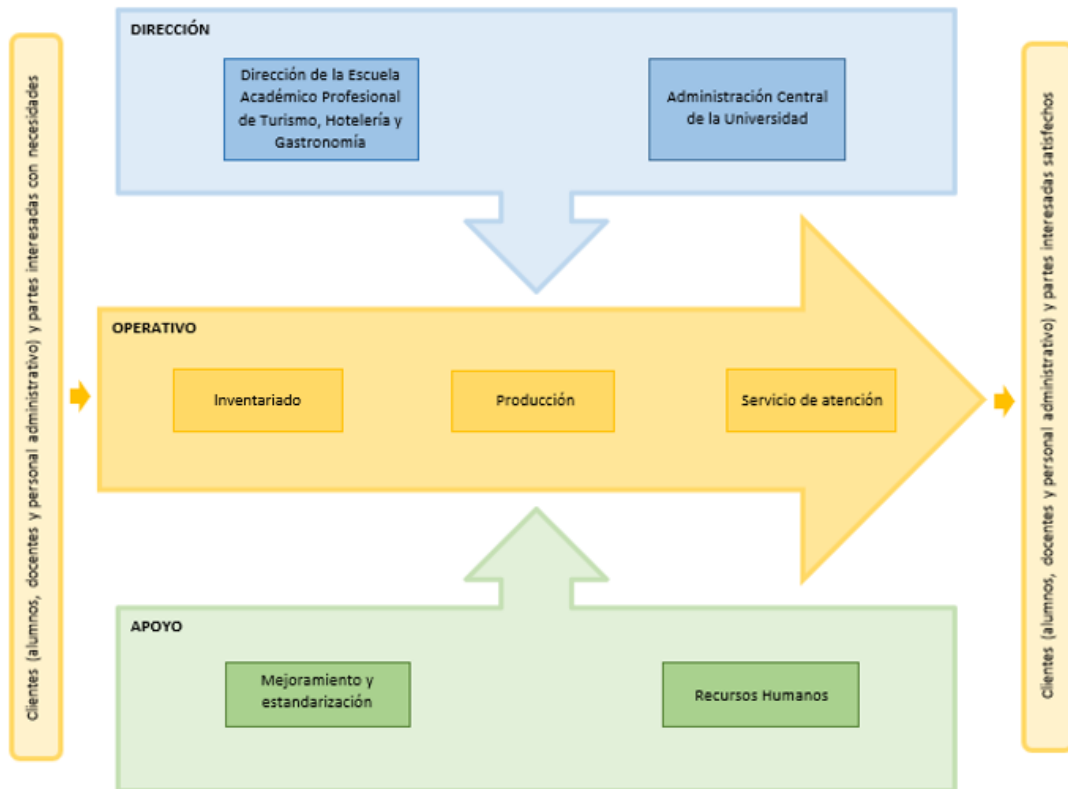 Clientes (alumnos, docentes y personal administrativo) y partes interesadas con necesidades
DIRECCIÓN
Dirección de la Escuela
Académico Profesional
de Turismo, Hotelería y
Gastronomía
Administración Central
de la Universidad
OPERATIVO
Inventariado
Producción
Servicio de atención
APOYO
Mejoramiento y
estandarización
Recursos Humanos
Clientes (alumnos, docentes y personal administrativo) y partes interesadas satisfechos